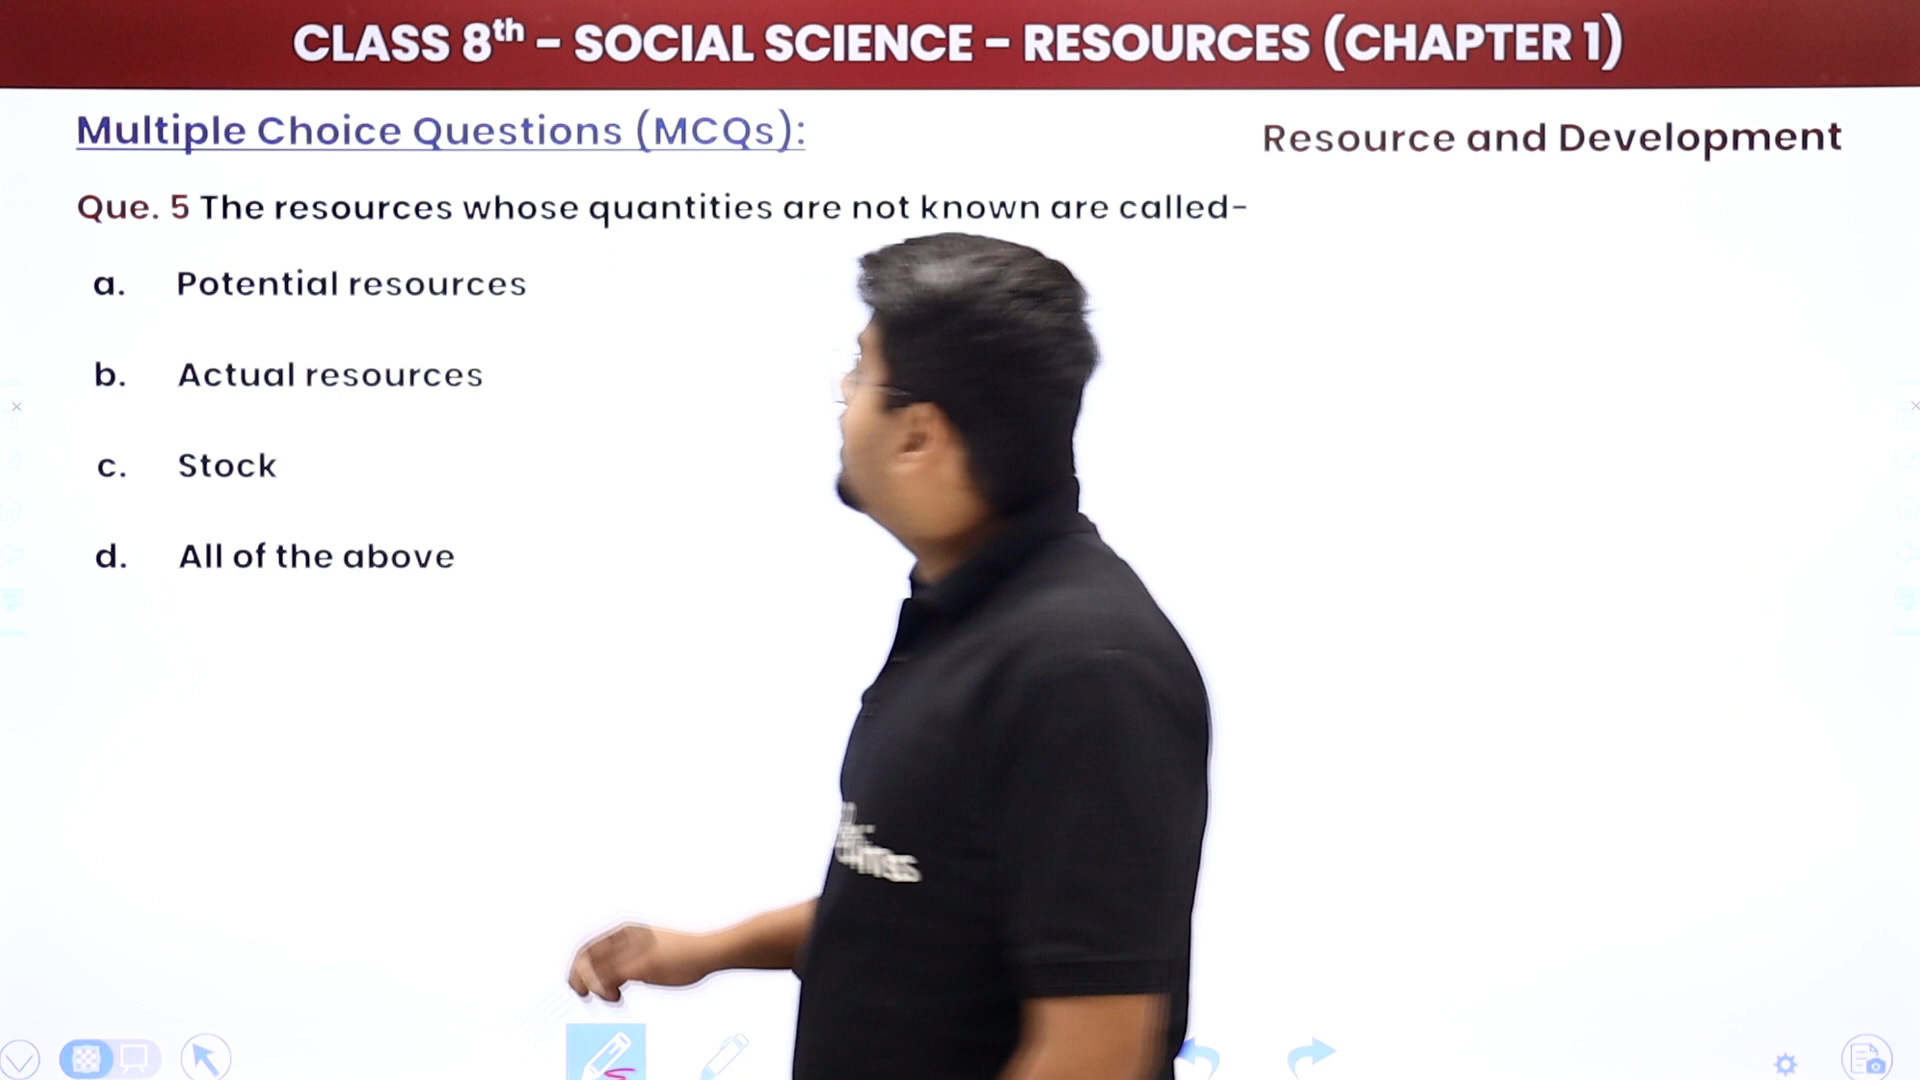 CLASS 8th - SOCIAL SCIENCE - RESOURCES (CHAPTER 1)
Multiple Choice Questions (MCQs):
Resource and Development
Que. 5 The resources whose quantities are not known are called-
a. Potential resources
b. Actual resources
c. Stock
d. All of the above